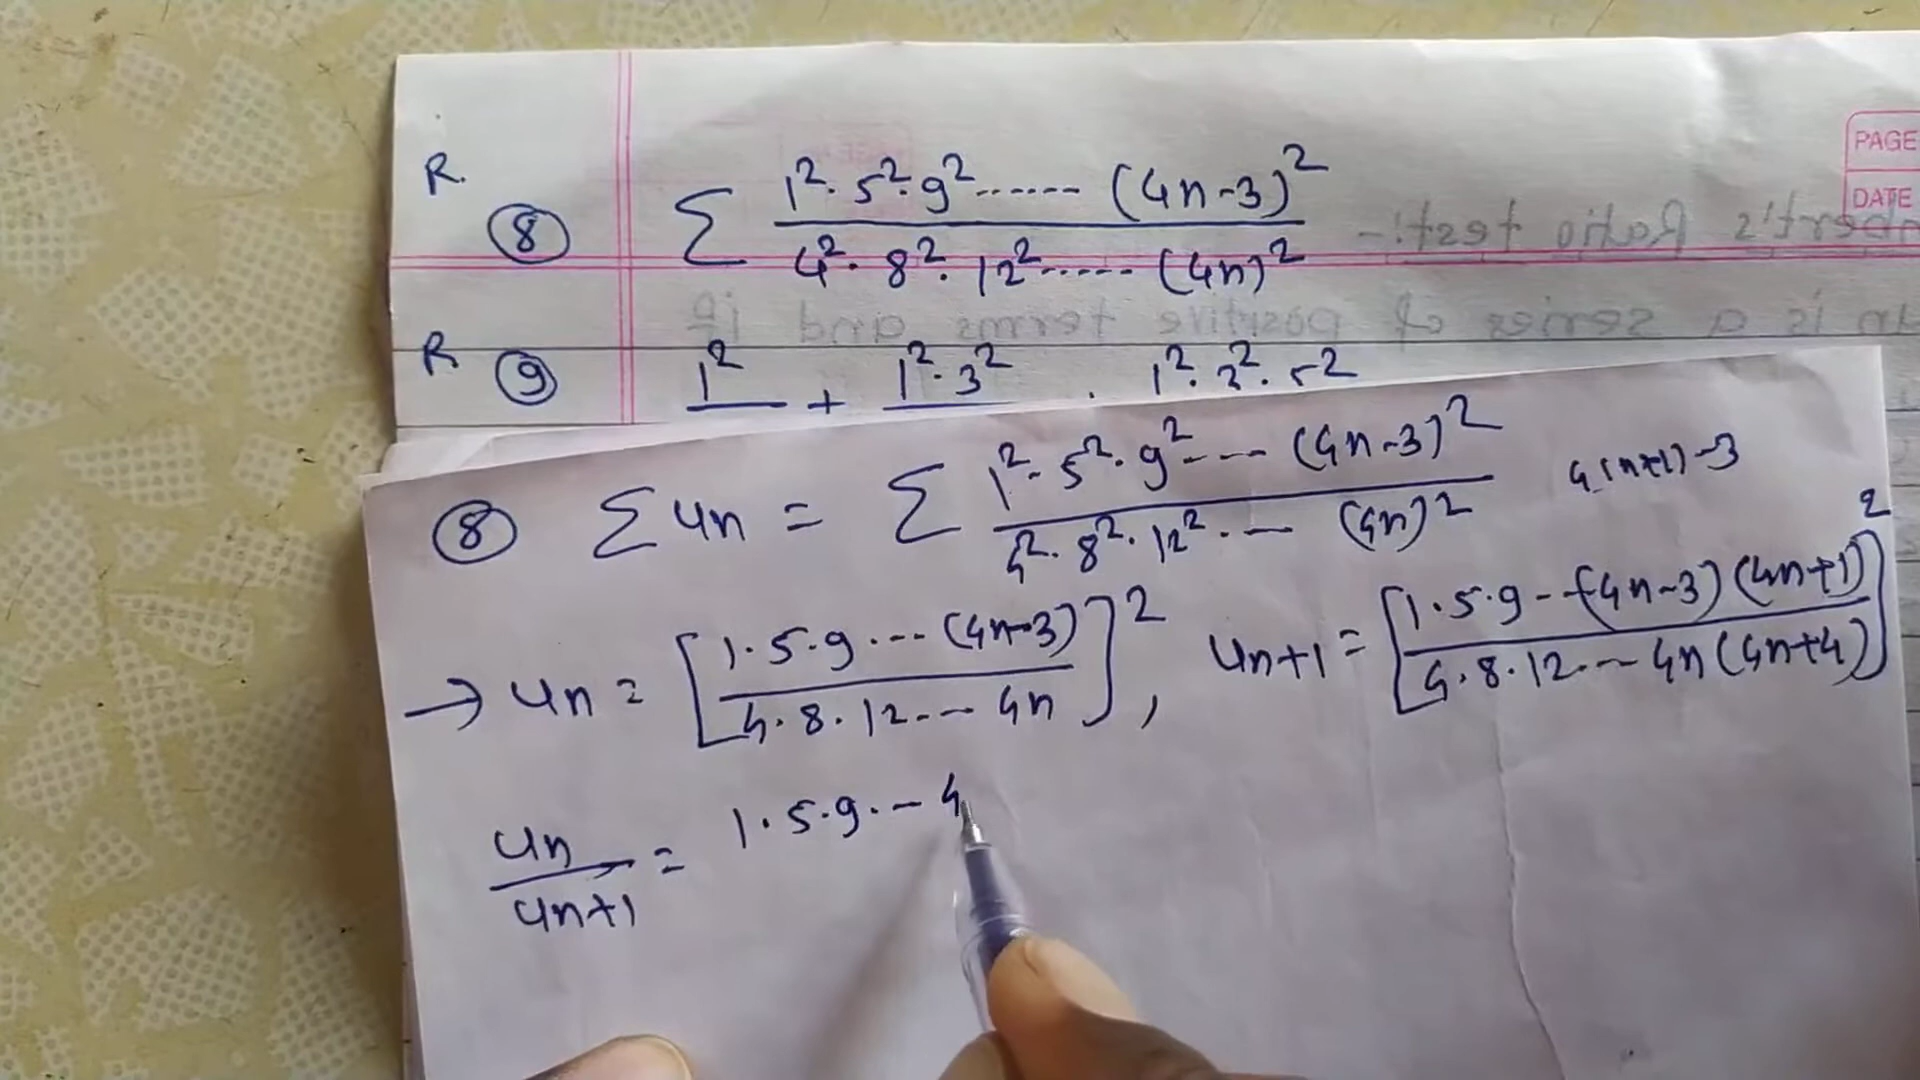 PAGE
DATE
R. ⑧ ∑ 1². 5². 9² ------ (4n-3)² / 4². 8². 12² ----- (4n)²
R ⑨ 1² + 1². 3²
⑧ ∑ un = ∑ 1². 5². 9² --- (4n-3)² / 4². 8². 12². -- (4n)² 4(n+1)-3
→ un = [1.5.9. -- (4n-3) / 4.8.12. -- 4n]², un+1 = [1.5.9 -- (4n-3)(4n+1) / 4.8.12. -- 4n(4n+4)]²
un / un+1 = 1.5.9. -- 4